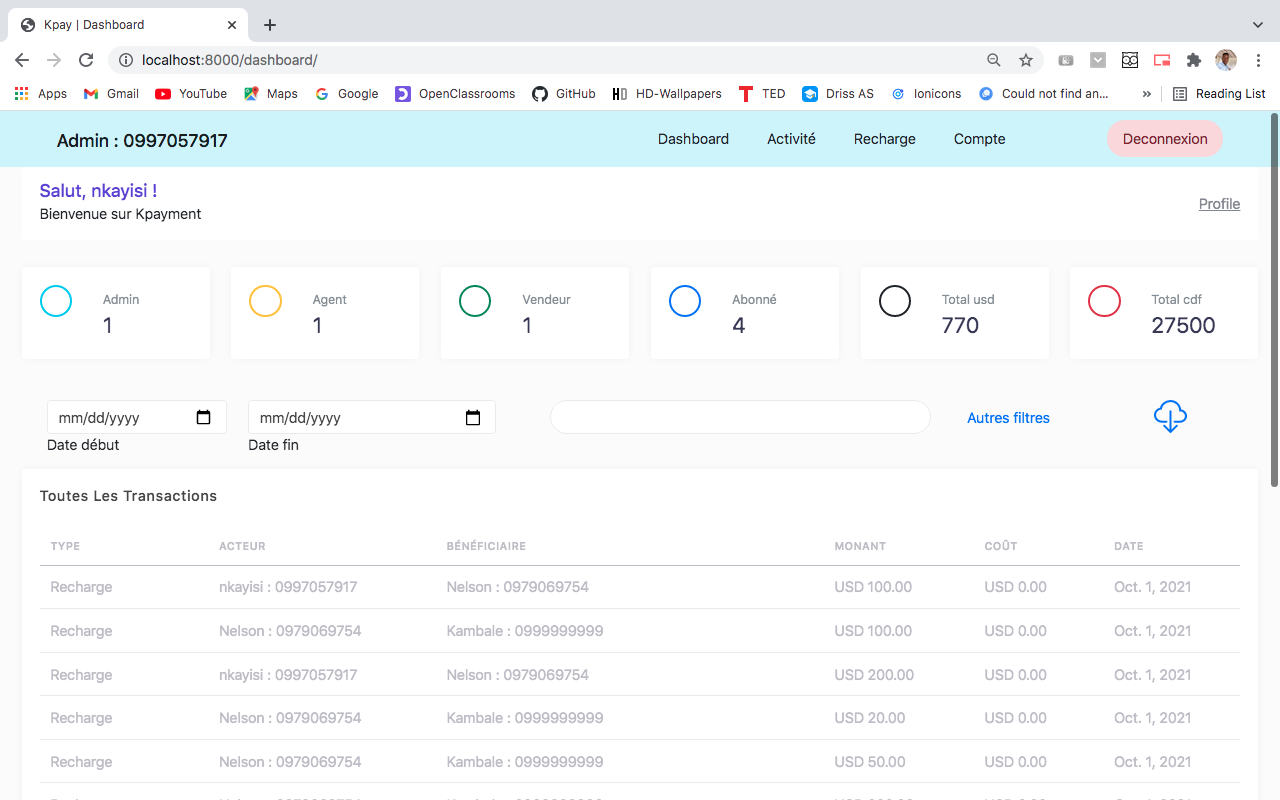 Kpay | Dashboard
localhost:8000/dashboard/
Apps Gmail YouTube Maps Google OpenClassrooms GitHub HD-Wallpapers TED Driss AS Ionicons Could not find an... » Reading List
Admin : 0997057917 Dashboard Activité Recharge Compte Deconnexion
Salut, nkayisi !
Bienvenue sur Kpayment
Profile
Admin Agent Vendeur Abonné Total usd Total cdf
1 1 1 4 770 27500
mm/dd/yyyy mm/dd/yyyy Autres filtres
Date début Date fin
Toutes Les Transactions
TYPE ACTEUR BÉNÉFICIAIRE MONANT COÛT DATE
Recharge nkayisi : 0997057917 Nelson : 0979069754 USD 100.00 USD 0.00 Oct. 1, 2021
Recharge Nelson : 0979069754 Kambale : 0999999999 USD 100.00 USD 0.00 Oct. 1, 2021
Recharge nkayisi : 0997057917 Nelson : 0979069754 USD 200.00 USD 0.00 Oct. 1, 2021
Recharge Nelson : 0979069754 Kambale : 0999999999 USD 20.00 USD 0.00 Oct. 1, 2021
Recharge Nelson : 0979069754 Kambale : 0999999999 USD 50.00 USD 0.00 Oct. 1, 2021